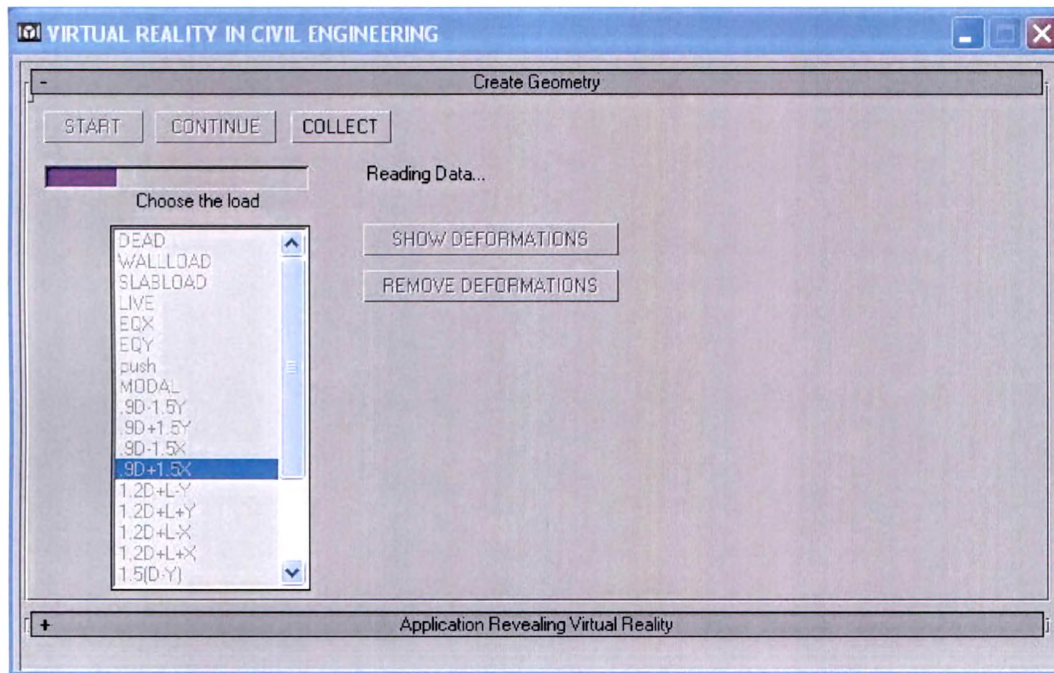 VIRTUAL REALITY IN CIVIL ENGINEERING
- Create Geometry
START CONTINUE COLLECT
Reading Data...
Choose the load
SHOW DEFORMATIONS
REMOVE DEFORMATIONS
DEAD
WALLLOAD
SLABLOAD
LIVE
EQX
EQY
push
MODAL
.9D-1.5Y
.9D+1.5Y
.9D-1.5X
.9D+1.5X
1.2D+L-Y
1.2D+L+Y
1.2D+L-X
1.2D+L+X
1.5(D-Y)
+ Application Revealing Virtual Reality